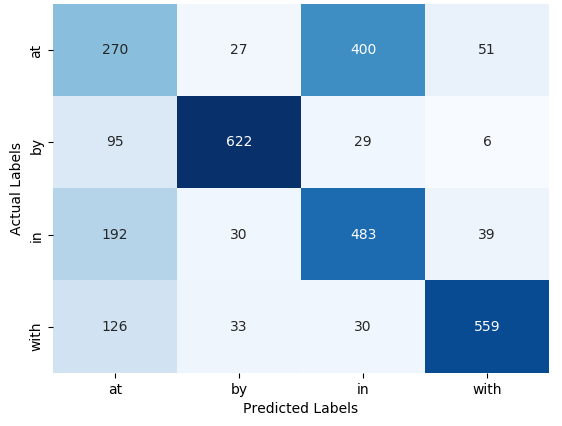 Actual Labels
at 270 27 400 51
by 95 622 29 6
in 192 30 483 39
with 126 33 30 559
at by in with
Predicted Labels